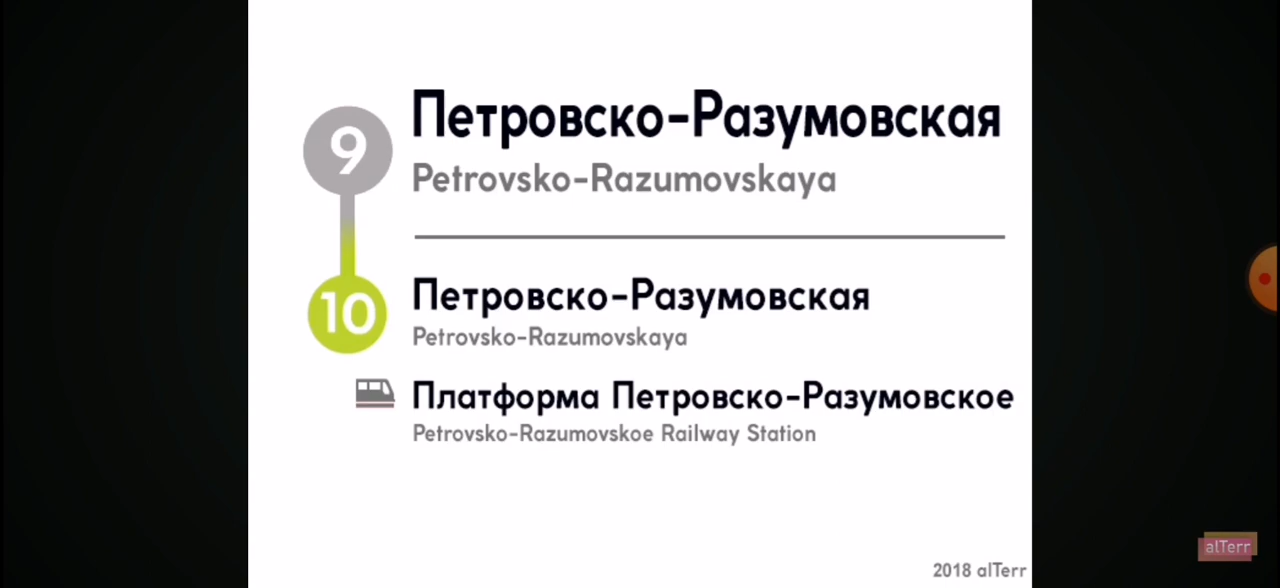 9
Петровско-Разумовская
Petrovsko-Razumovskaya
10
Петровско-Разумовская
Petrovsko-Razumovskaya
Платформа Петровско-Разумовское
Petrovsko-Razumovskoe Railway Station
alTerr
2018 alTerr